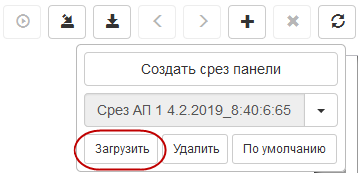 Создать срез панели
Срез АП 1 4.2.2019_8:40:6:65
Загрузить Удалить По умолчанию